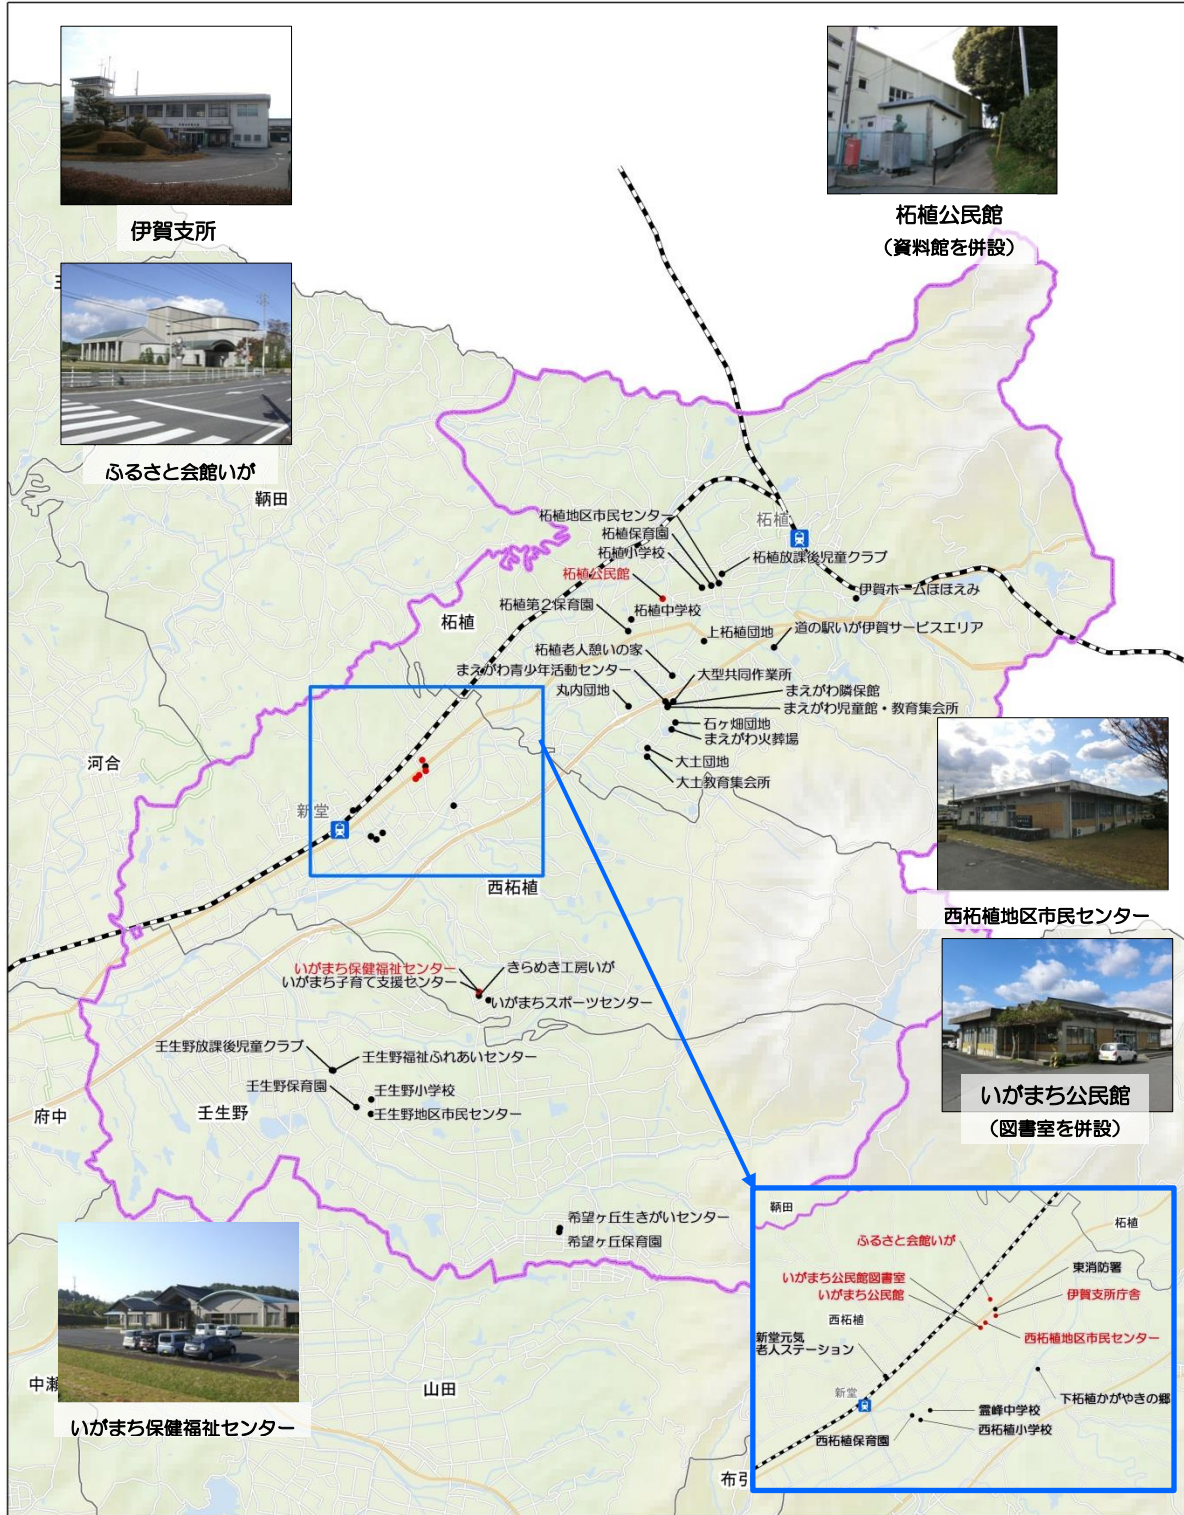 伊賀支所
柘植公民館
（資料館を併設）
ふるさと会館いが
鞆田
柘植地区市民センター
柘植
柘植保育園
柘植小学校
柘植放課後児童クラブ
柘植公民館
伊賀ホームほほえみ
柘植第２保育園
柘植中学校
柘植
上柘植団地
道の駅いが伊賀サービスエリア
柘植老人憩いの家
まえがわ青少年活動センター
大型共同作業所
丸内団地
まえがわ隣保館
まえがわ児童館・教育集会所
石ヶ畑団地
まえがわ火葬場
河合
大土団地
大土教育集会所
新堂
西柘植
西柘植地区市民センター
いがまち保健福祉センター
きらめき工房いが
いがまち子育て支援センター
いがまちスポーツセンター
壬生野放課後児童クラブ
壬生野福祉ふれあいセンター
壬生野保育園
壬生野小学校
府中
壬生野
壬生野地区市民センター
いがまち公民館
（図書室を併設）
希望ヶ丘生きがいセンター
希望ヶ丘保育園
鞆田
柘植
ふるさと会館いが
東消防署
いがまち公民館図書室
いがまち公民館
伊賀支所庁舎
西柘植
西柘植地区市民センター
新堂元気
老人ステーション
下柘植かがやきの郷
新堂
霊峰中学校
西柘植小学校
西柘植保育園
中瀬
山田
いがまち保健福祉センター
布引